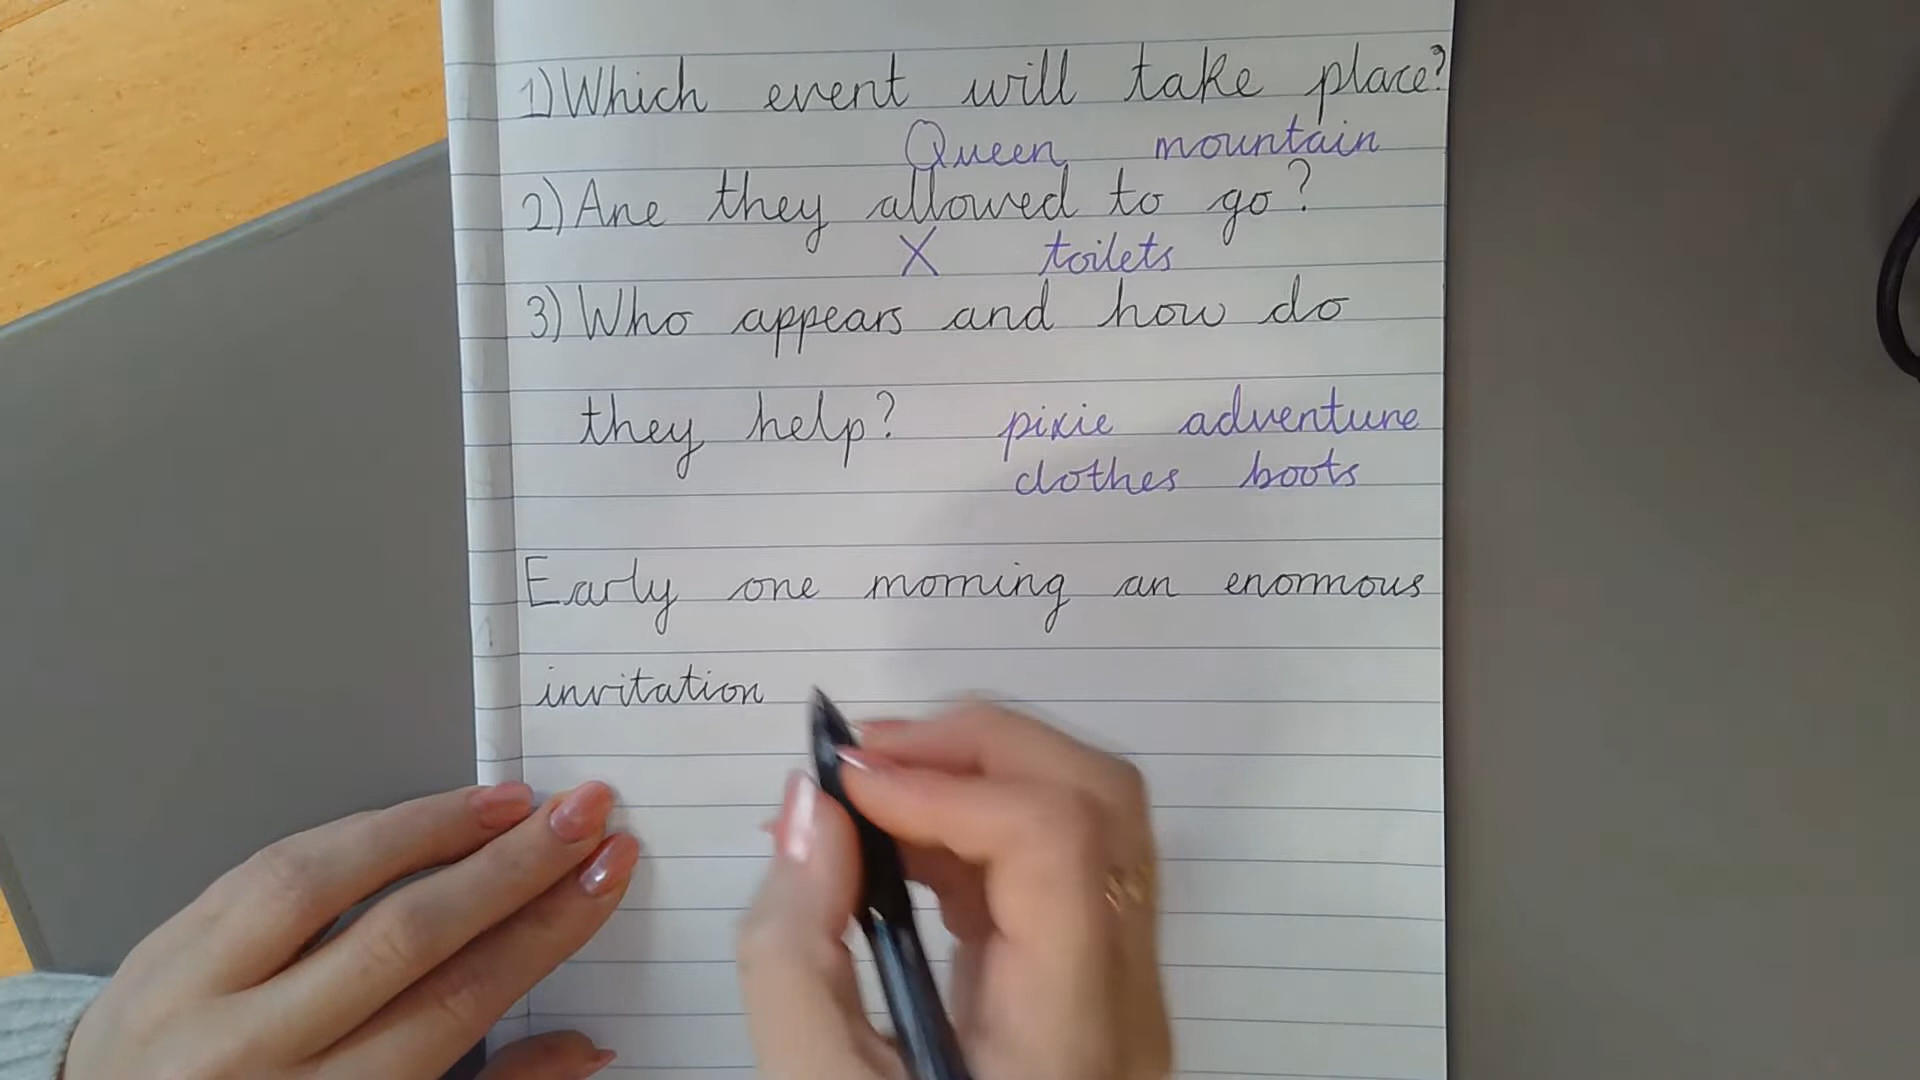 1) Which event will take place?
Queen mountain
2) Are they allowed to go?
X toilets
3) Who appears and how do
they help? pixie adventure
clothes boots
Early one morning an enormous
invitation